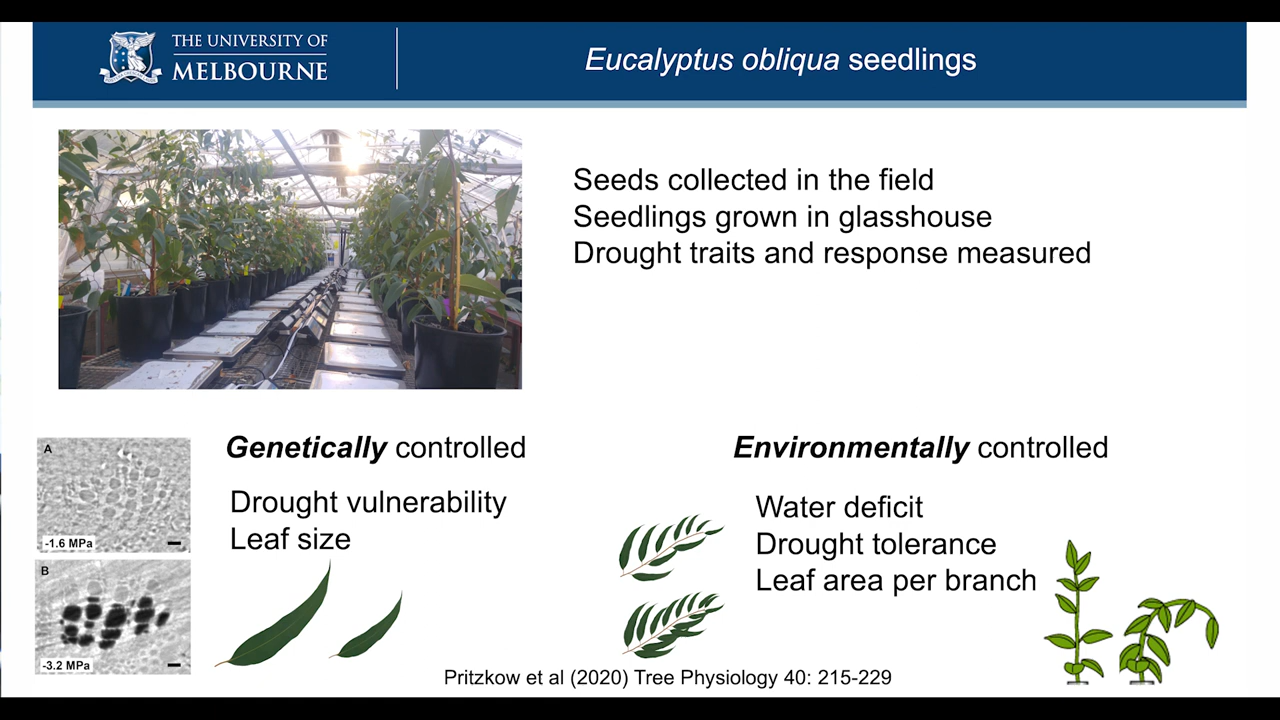 THE UNIVERSITY OF
MELBOURNE
Eucalyptus obliqua seedlings
Seeds collected in the field
Seedlings grown in glasshouse
Drought traits and response measured
Genetically controlled
Drought vulnerability
Leaf size
Environmentally controlled
Water deficit
Drought tolerance
Leaf area per branch
A
-1.6 MPa
B
-3.2 MPa
Pritzkow et al (2020) Tree Physiology 40: 215-229